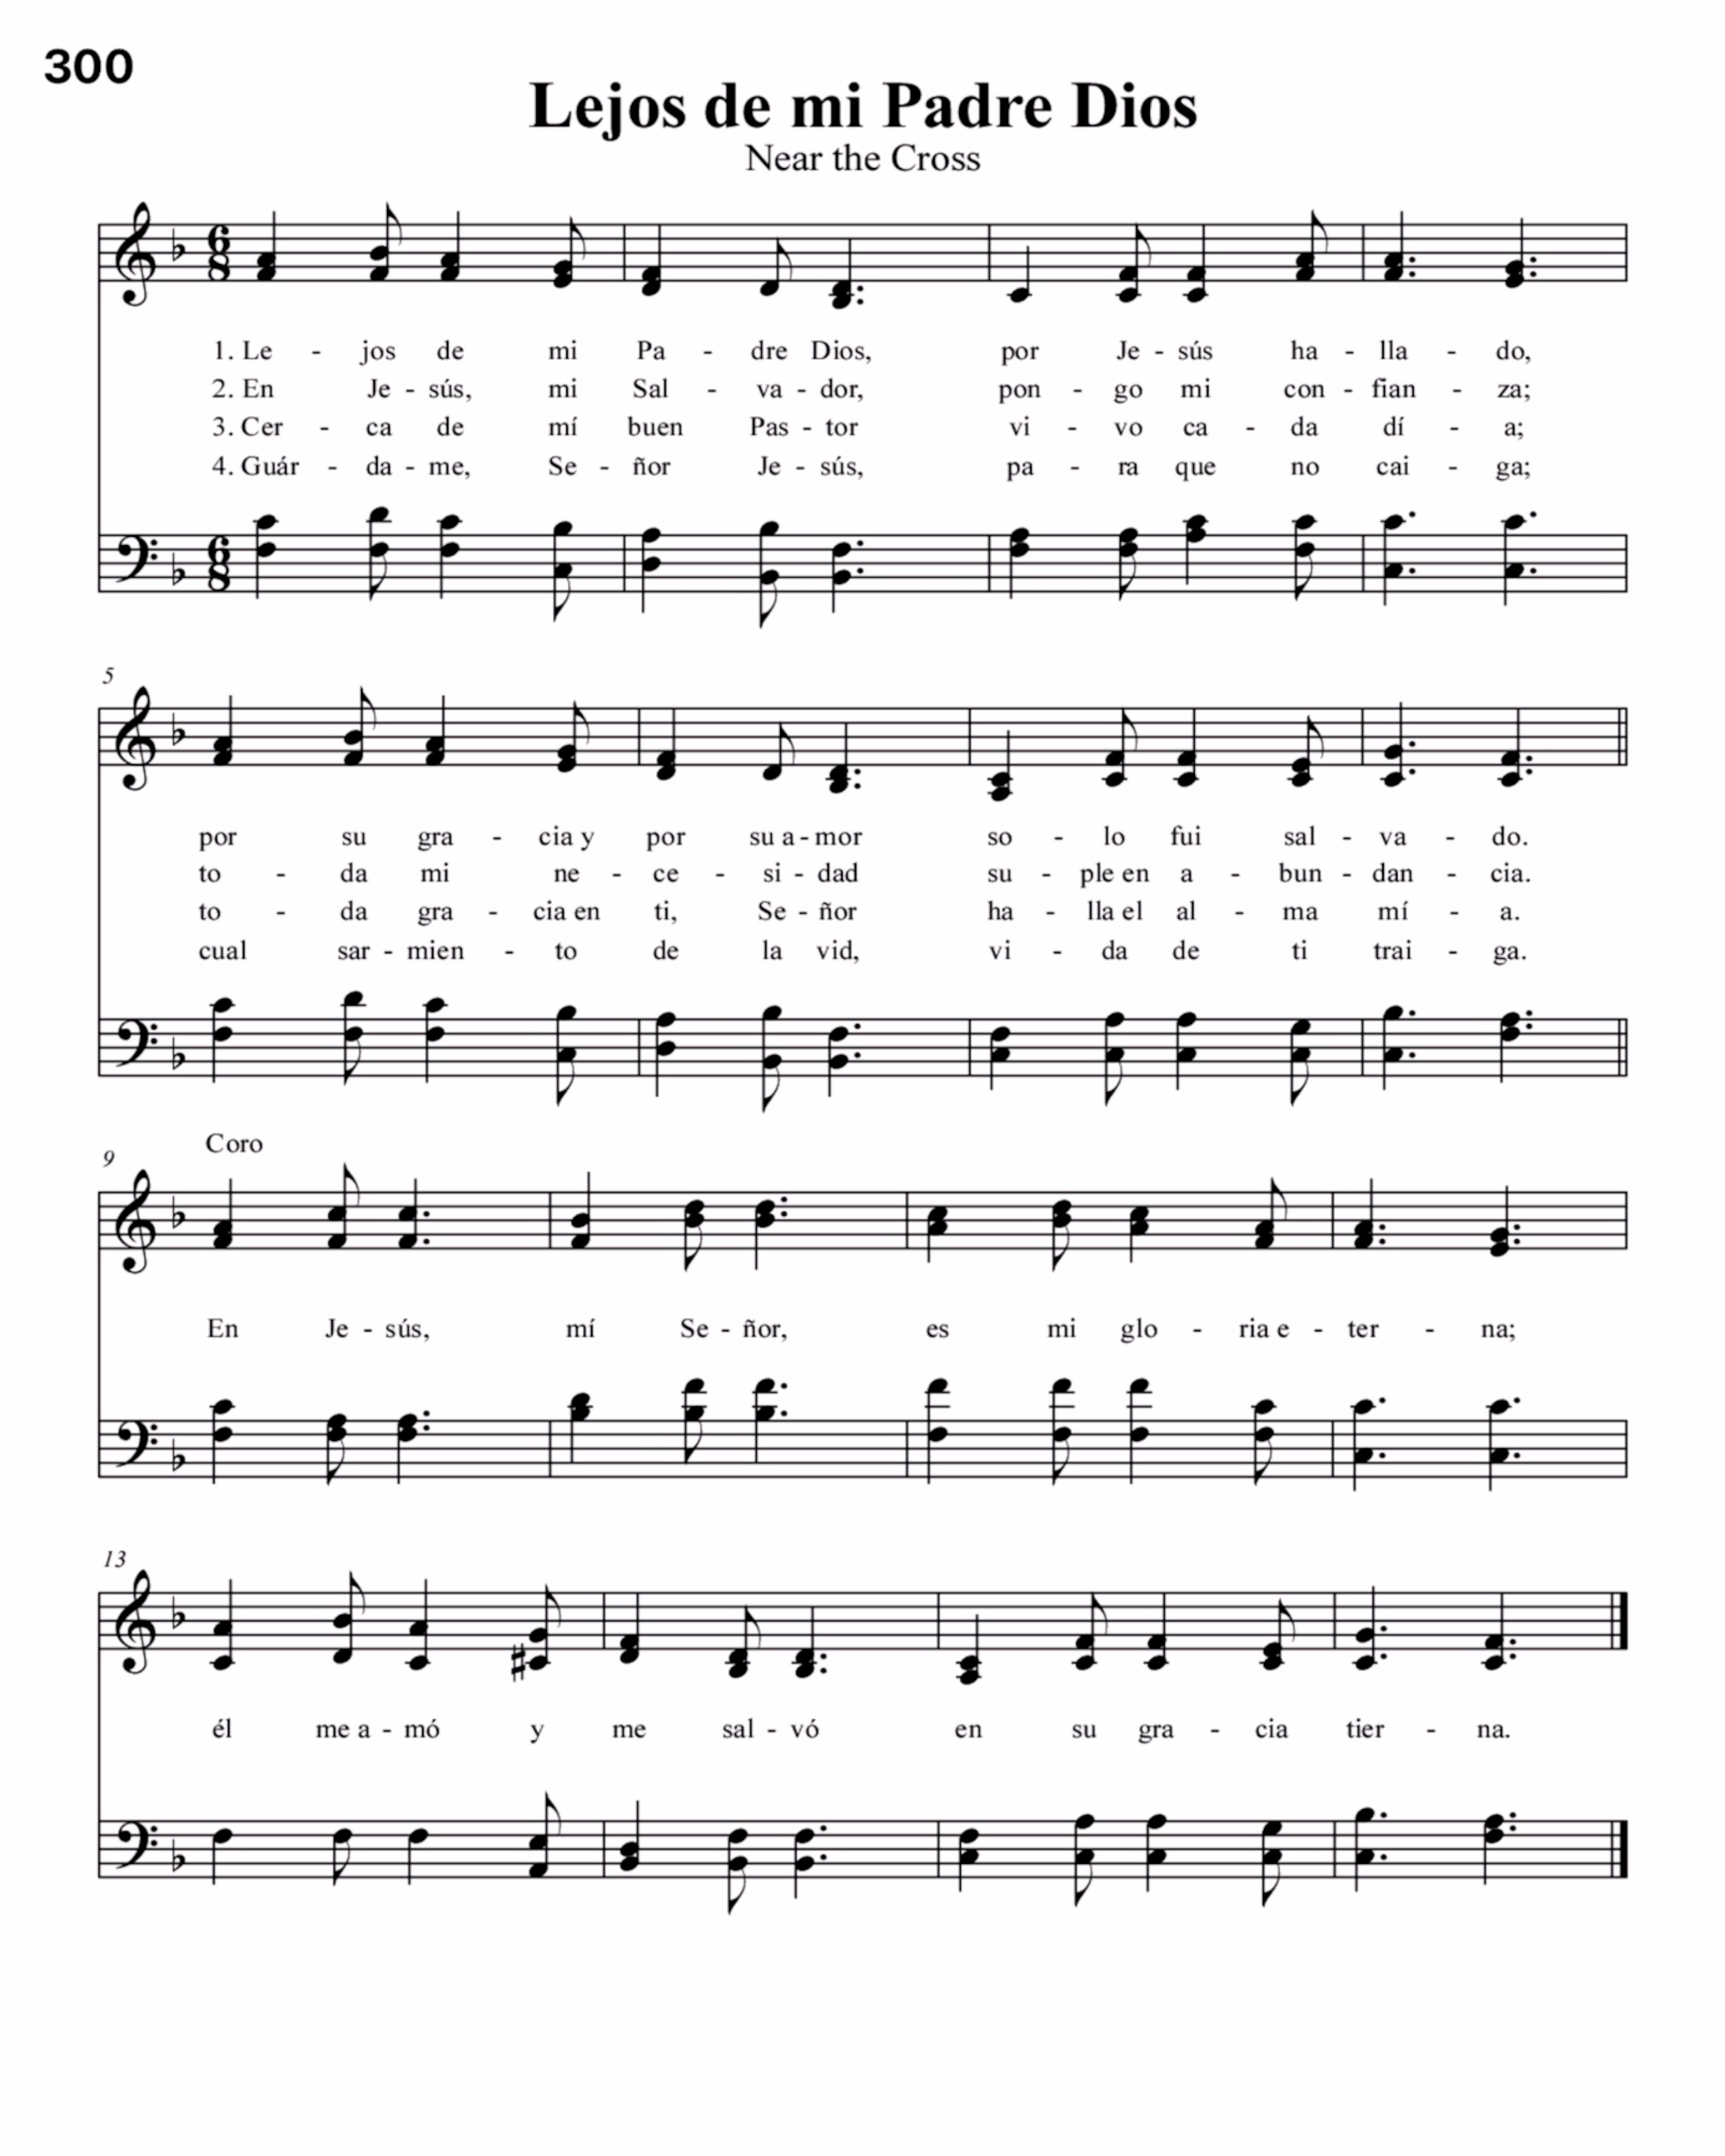 300
Lejos de mi Padre Dios
Near the Cross
1. Le - jos de mi Pa - dre Dios, por Je - sús ha - lla - do,
2. En Je - sús, mi Sal - va - dor, pon - go mi con - fian - za;
3. Cer - ca de mí buen Pas - tor vi - vo ca - da dí - a;
4. Guár - da - me, Se - ñor Je - sús, pa - ra que no cai - ga;
5
por su gra - cia y por su a - mor so - lo fui sal - va - do.
to - da mi ne - ce - si - dad su - ple en a - bun - dan - cia.
to - da gra - cia en ti, Se - ñor ha - lla el al - ma mí - a.
cual sar - mien - to de la vid, vi - da de ti trai - ga.
Coro
9
En Je - sús, mí Se - ñor, es mi glo - ria e - ter - na;
13
él me a - mó y me sal - vó en su gra - cia tier - na.